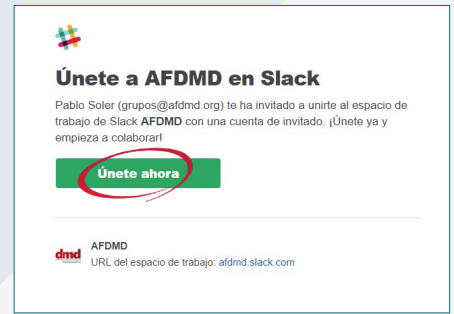 Únete a AFDMD en Slack
Pablo Soler (grupos@afdmd.org) te ha invitado a unirte al espacio de
trabajo de Slack AFDMD con una cuenta de invitado. ¡Únete ya y
empieza a colaborar!
Únete ahora
dmd
AFDMD
URL del espacio de trabajo: afdmd.slack.com